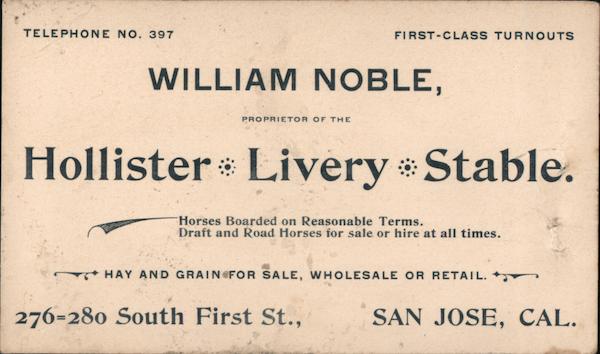 TELEPHONE NO. 397 FIRST-CLASS TURNOUTS
WILLIAM NOBLE,
PROPRIETOR OF THE
Hollister Livery Stable.
Horses Boarded on Reasonable Terms.
Draft and Road Horses for sale or hire at all times.
HAY AND GRAIN FOR SALE, WHOLESALE OR RETAIL.
276=280 South First St., SAN JOSE, CAL.